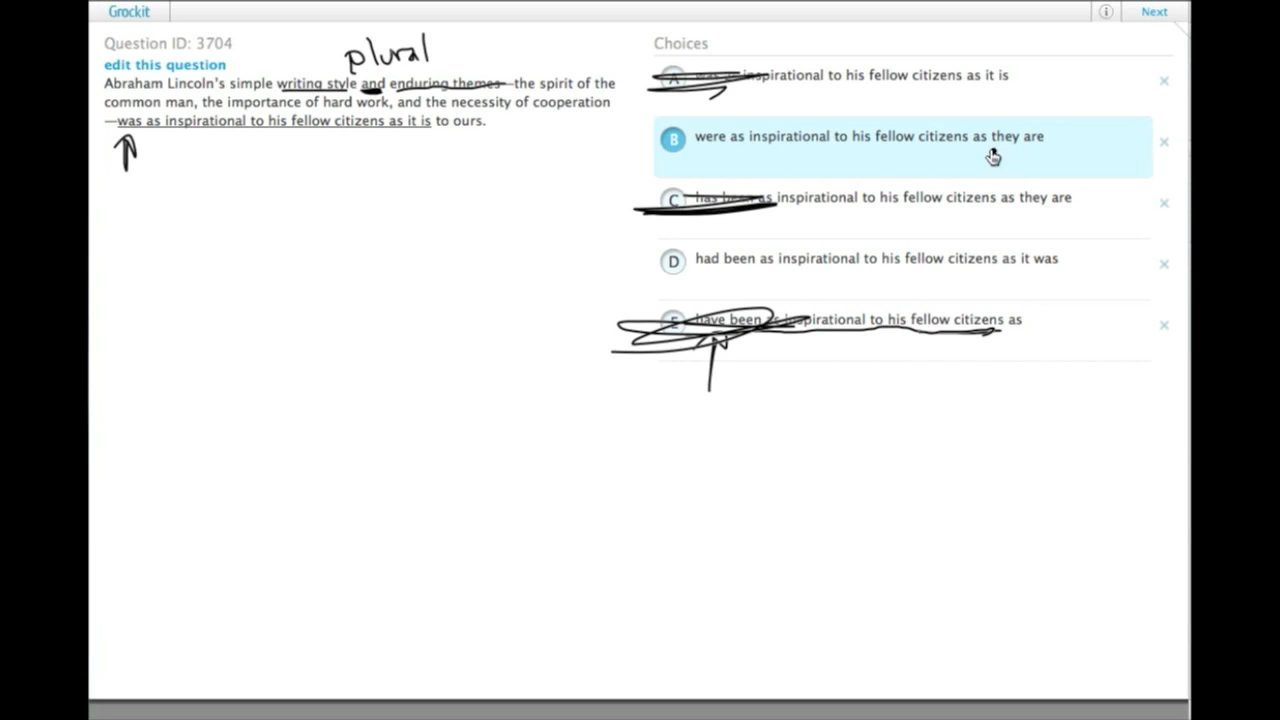 Grockit
Next
Question ID: 3704
plural
edit this question
Abraham Lincoln's simple writing style and enduring themes—the spirit of the
common man, the importance of hard work, and the necessity of cooperation
—was as inspirational to his fellow citizens as it is to ours.
Choices
A inspirational to his fellow citizens as it is
B were as inspirational to his fellow citizens as they are
C has been as inspirational to his fellow citizens as they are
D had been as inspirational to his fellow citizens as it was
E have been as inspirational to his fellow citizens as